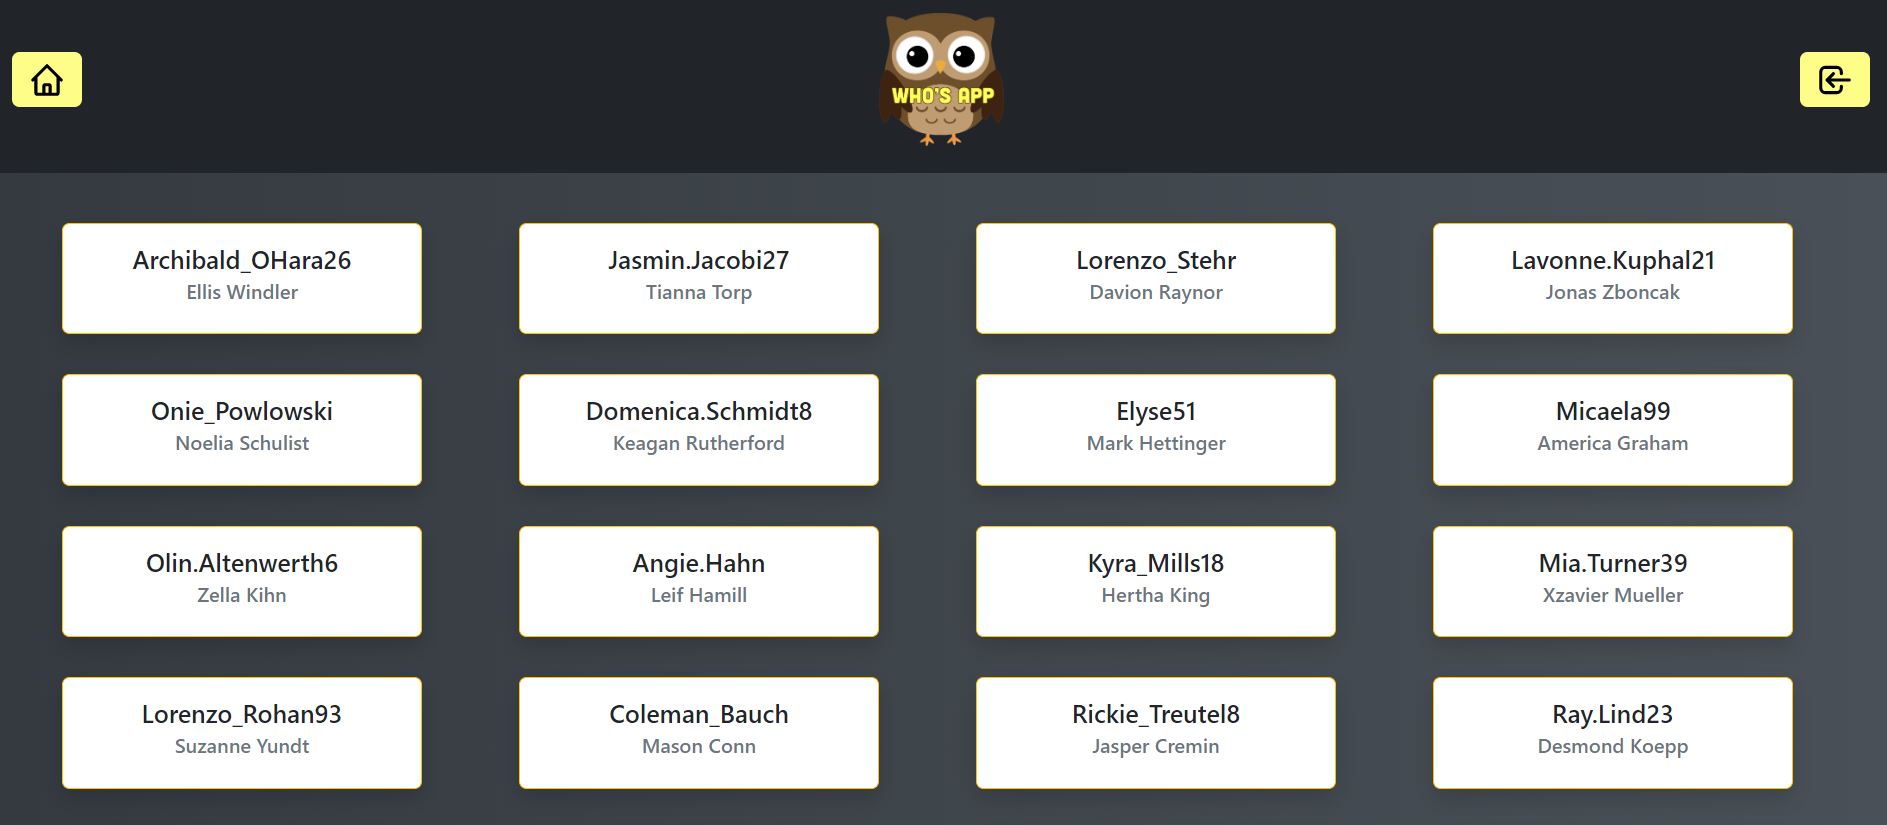 WHO'S APP
Archibald_OHara26
Ellis Windler
Jasmin.Jacobi27
Tianna Torp
Lorenzo_Stehr
Davion Raynor
Lavonne.Kuphal21
Jonas Zboncak
Onie_Powlowski
Noelia Schulist
Domenica.Schmidt8
Keagan Rutherford
Elyse51
Mark Hettinger
Micaela99
America Graham
Olin.Altenwerth6
Zella Kihn
Angie.Hahn
Leif Hamill
Kyra_Mills18
Hertha King
Mia.Turner39
Xzavier Mueller
Lorenzo_Rohan93
Suzanne Yundt
Coleman_Bauch
Mason Conn
Rickie_Treutel8
Jasper Cremin
Ray.Lind23
Desmond Koepp